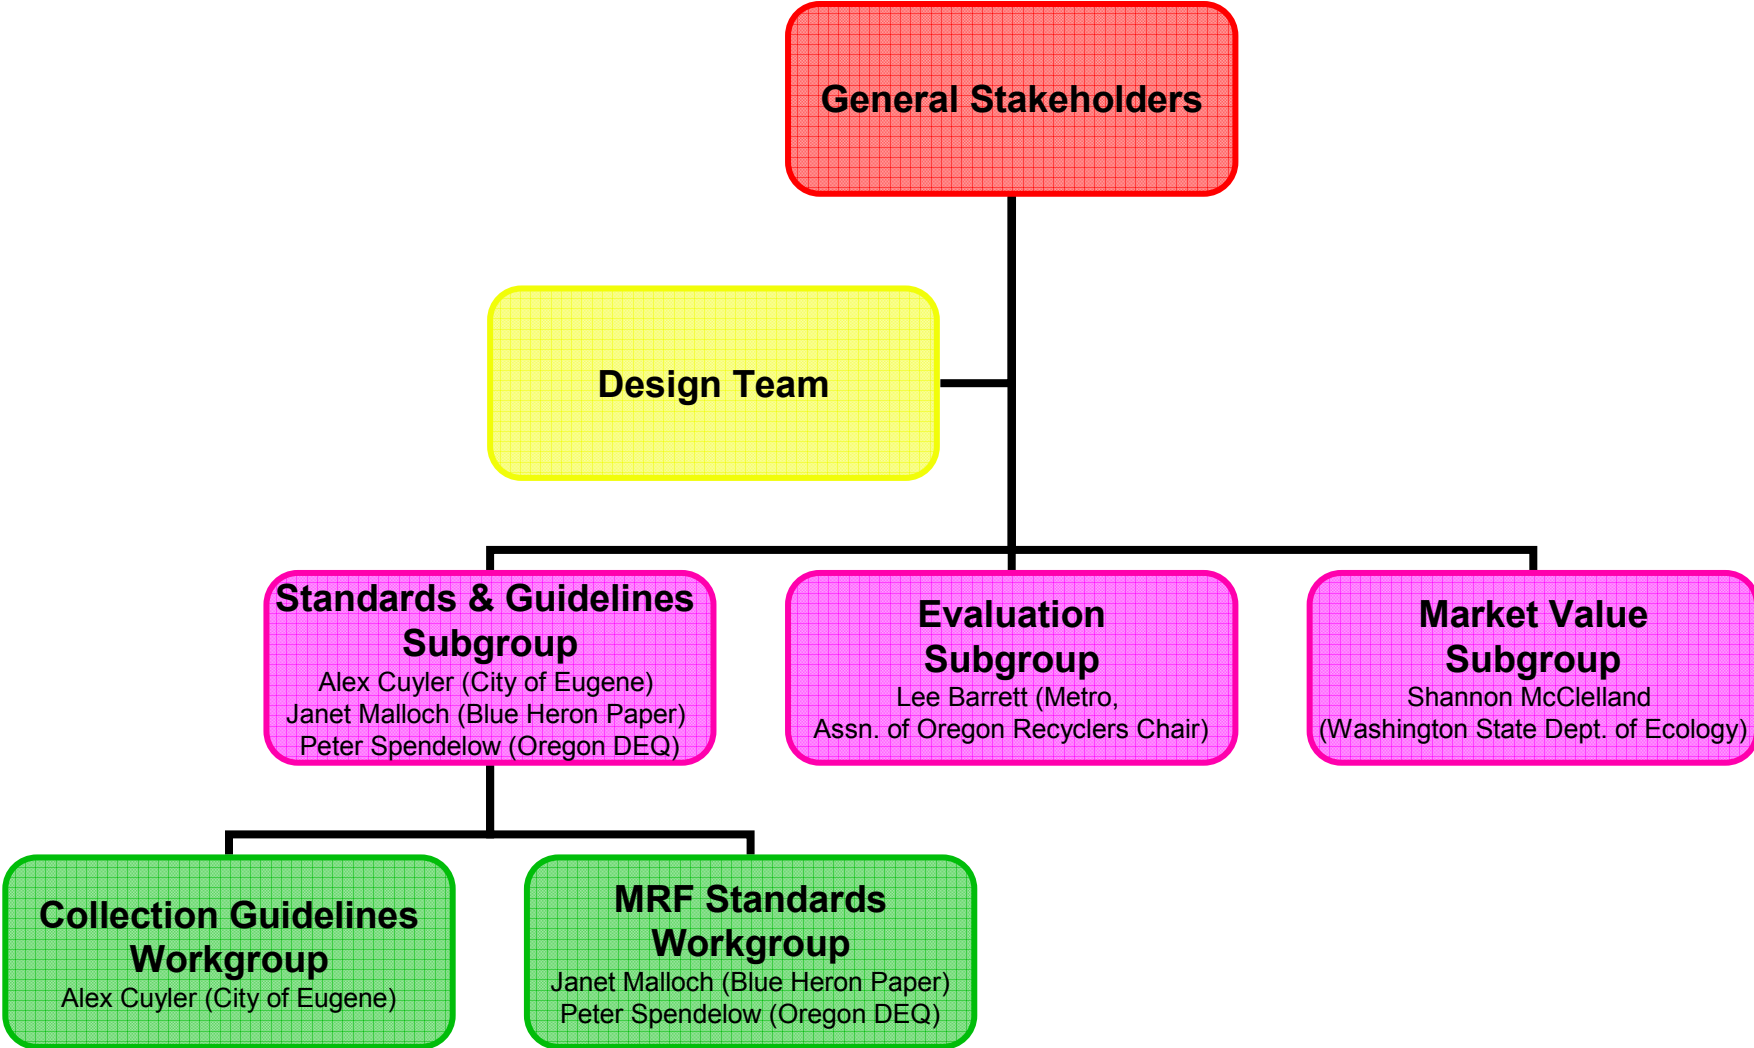 General Stakeholders
Design Team
Standards & Guidelines
Subgroup
Alex Cuyler (City of Eugene)
Janet Malloch (Blue Heron Paper)
Peter Spendelow (Oregon DEQ)
Evaluation
Subgroup
Lee Barrett (Metro,
Assn. of Oregon Recyclers Chair)
Market Value
Subgroup
Shannon McClelland
(Washington State Dept. of Ecology)
Collection Guidelines
Workgroup
Alex Cuyler (City of Eugene)
MRF Standards
Workgroup
Janet Malloch (Blue Heron Paper)
Peter Spendelow (Oregon DEQ)